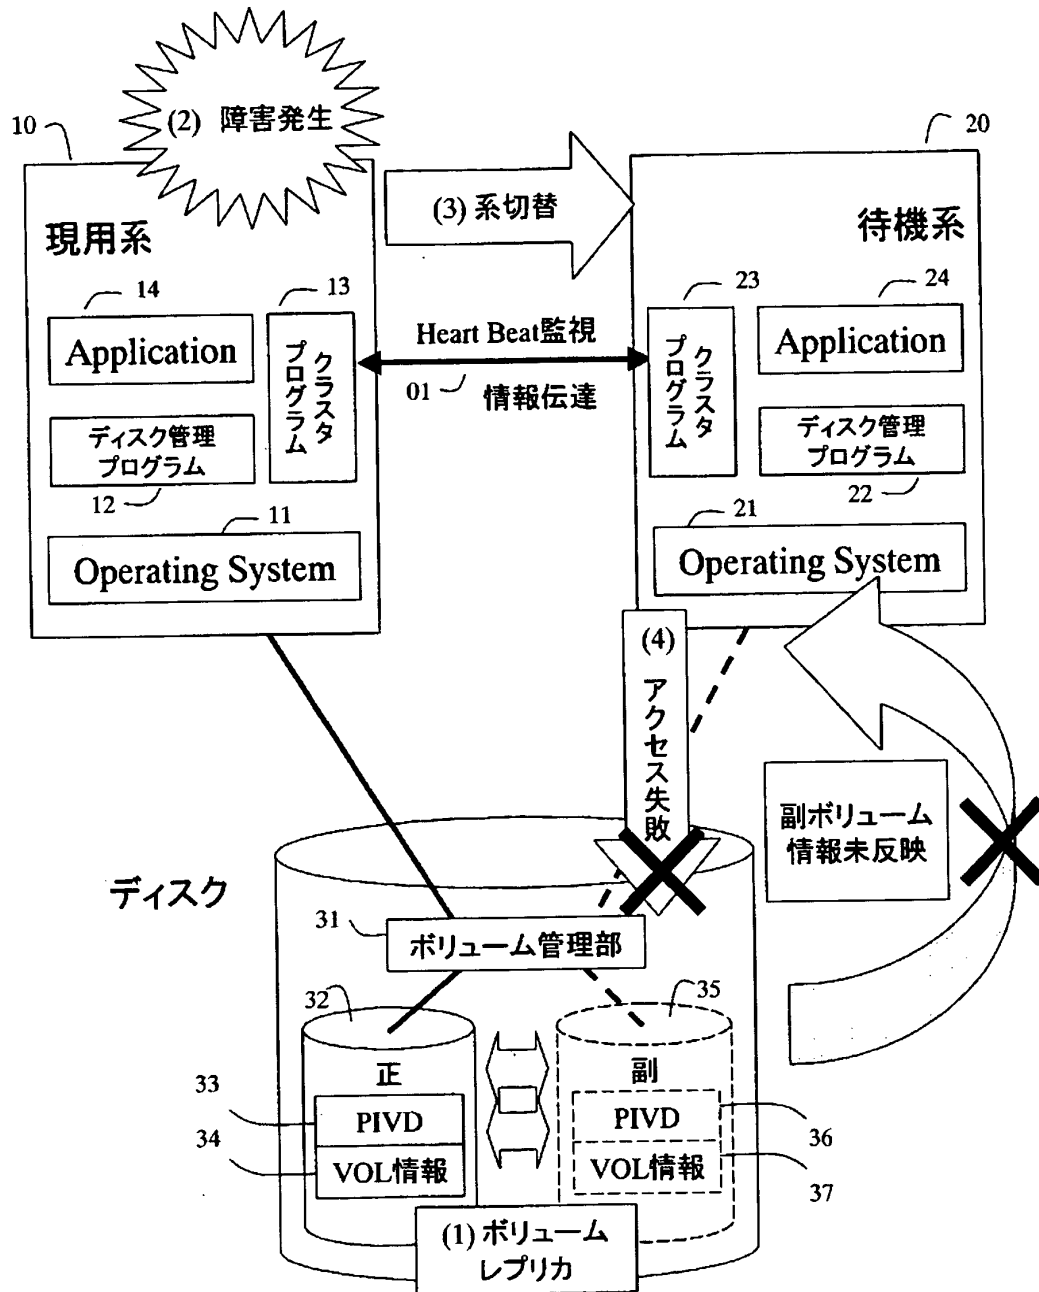 (2) 障害発生
10
20
(3) 系切替
現用系
待機系
14
13
23
24
Application
クラスタ
プログラム
Heart Beat監視
01
情報伝達
クラスタ
プログラム
Application
ディスク管理
プログラム
12
ディスク管理
プログラム
22
11
21
Operating System
Operating System
(4)
アクセス失敗
副ボリューム
情報未反映
ディスク
31
ボリューム管理部
32
35
正
副
33
PIVD
PIVD
36
34
VOL情報
VOL情報
37
(1) ボリューム
レプリカ